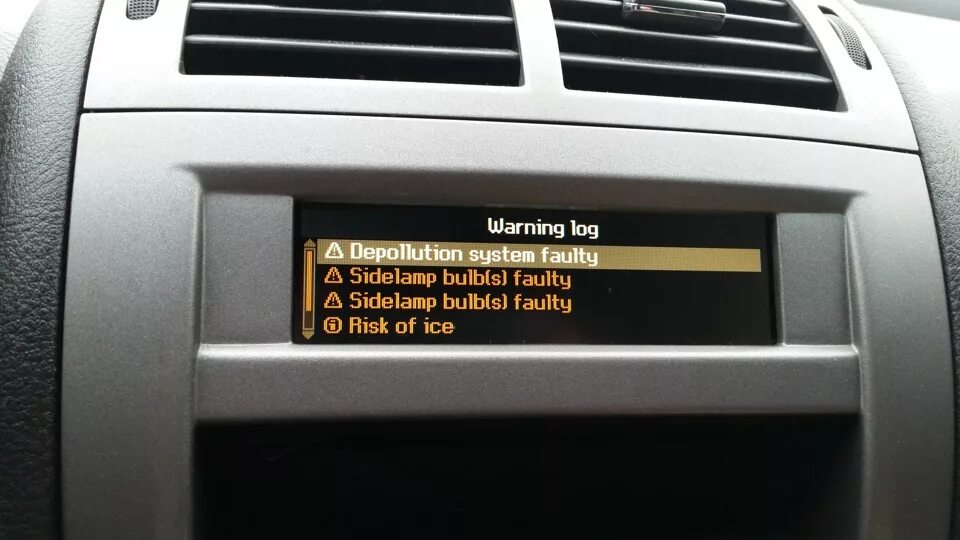 Warning log
Depollution system faulty
Sidelamp bulb(s) faulty
Sidelamp bulb(s) faulty
Risk of ice